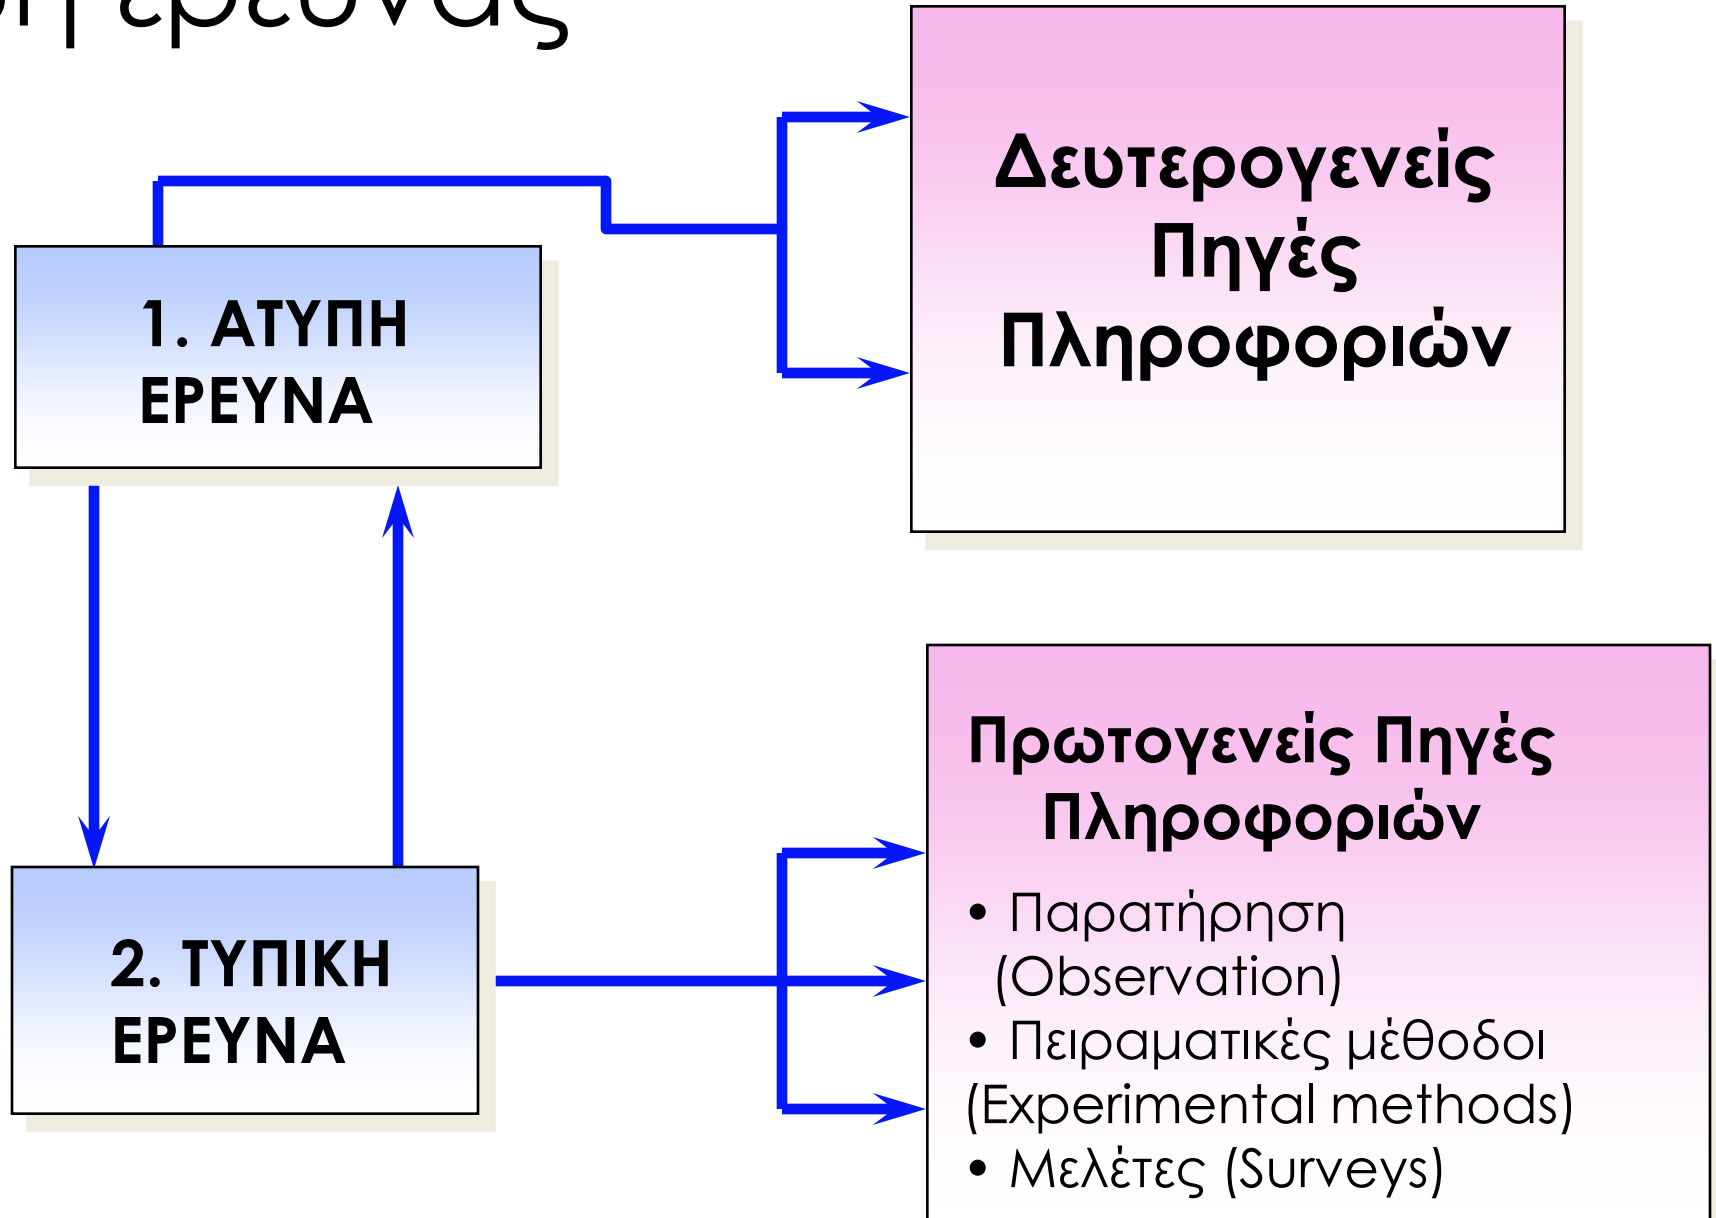 έρευνας
1. ΑΤΥΠΗ
ΕΡΕΥΝΑ
Δευτερογενείς
Πηγές
Πληροφοριών
2. ΤΥΠΙΚΗ
ΕΡΕΥΝΑ
Πρωτογενείς Πηγές
Πληροφοριών
• Παρατήρηση
(Observation)
• Πειραματικές μέθοδοι
(Experimental methods)
• Μελέτες (Surveys)